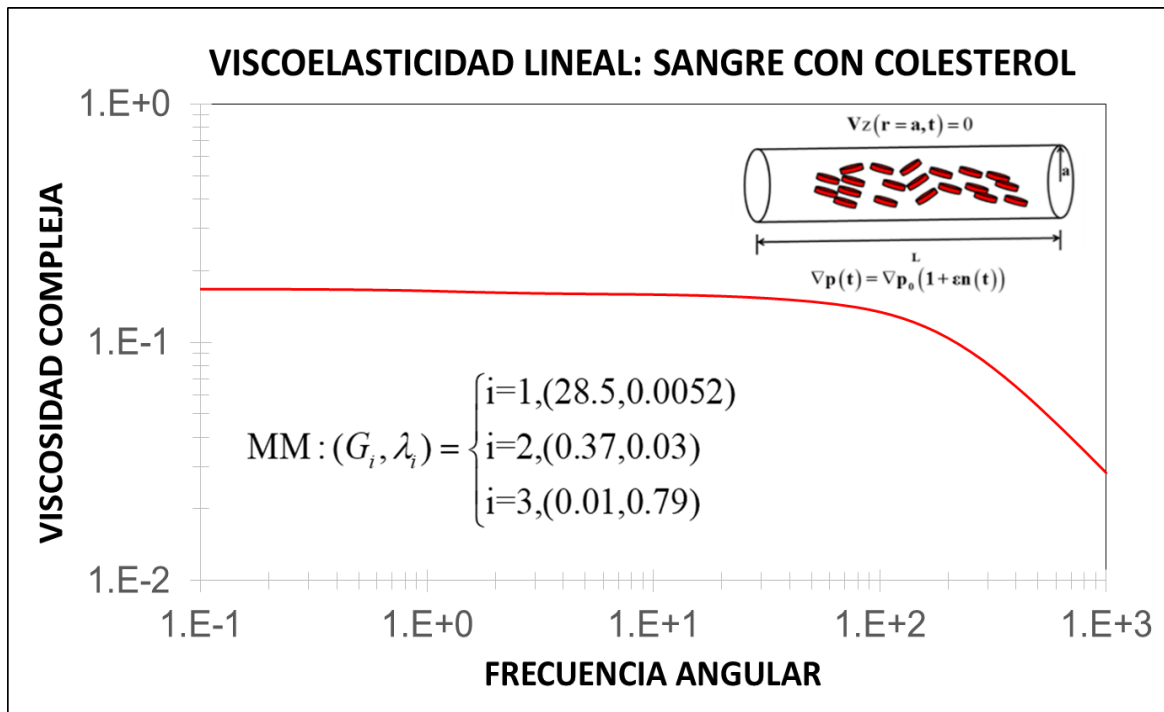 VISCOELASTICIDAD LINEAL: SANGRE CON COLESTEROL
1.E+0
Vz(r = a,t) = 0
a
L
∇p(t) = ∇p₀(1 + εn(t))
VISCOSIDAD COMPLEJA
1.E-1
i=1,(28.5,0.0052)
MM : (Gᵢ, λᵢ) = { i=2,(0.37,0.03)
i=3,(0.01,0.79)
1.E-2
1.E-1 1.E+0 1.E+1 1.E+2 1.E+3
FRECUENCIA ANGULAR